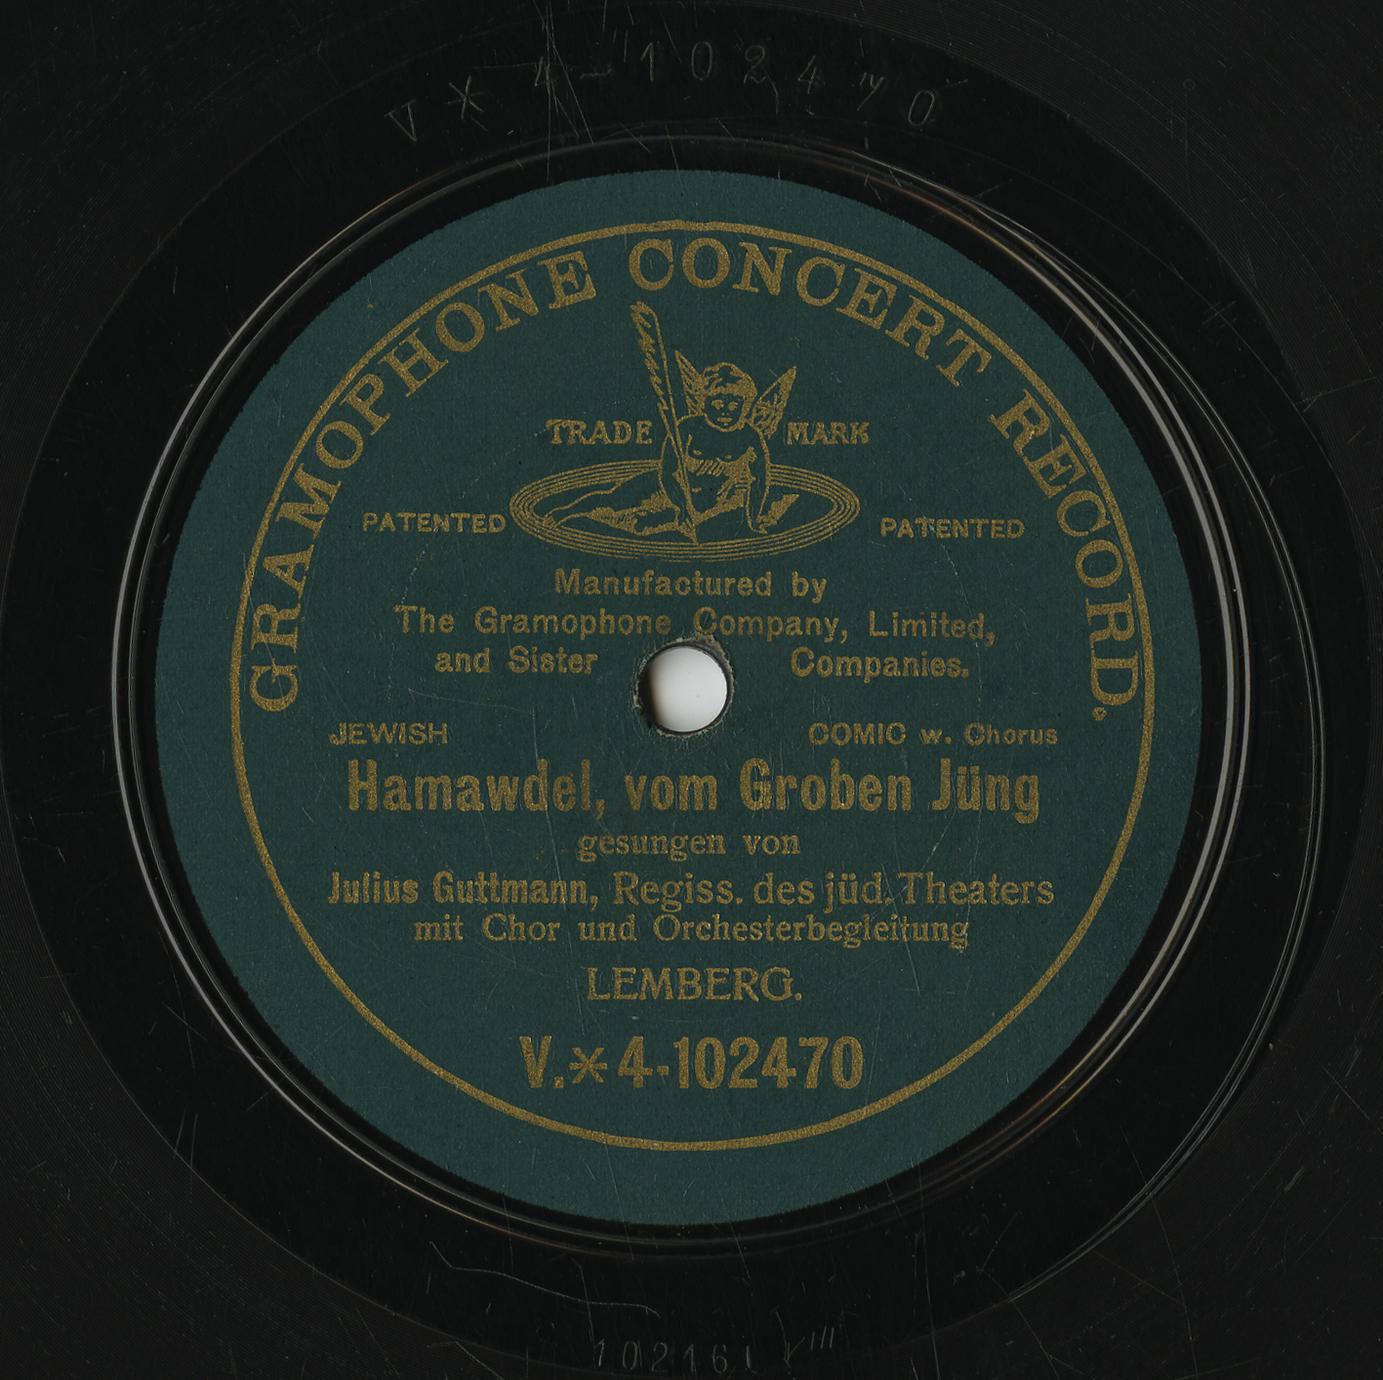 V * 4-102470
GRAMOPHONE CONCERT RECORD.
TRADE MARK
PATENTED PATENTED
Manufactured by
The Gramophone Company, Limited,
and Sister Companies.
JEWISH COMIC w. Chorus
Hamawdel, vom Groben Jüng
gesungen von
Julius Guttmann, Regiss. des jüd. Theaters
mit Chor und Orchesterbegleitung
LEMBERG.
V.*4-102470